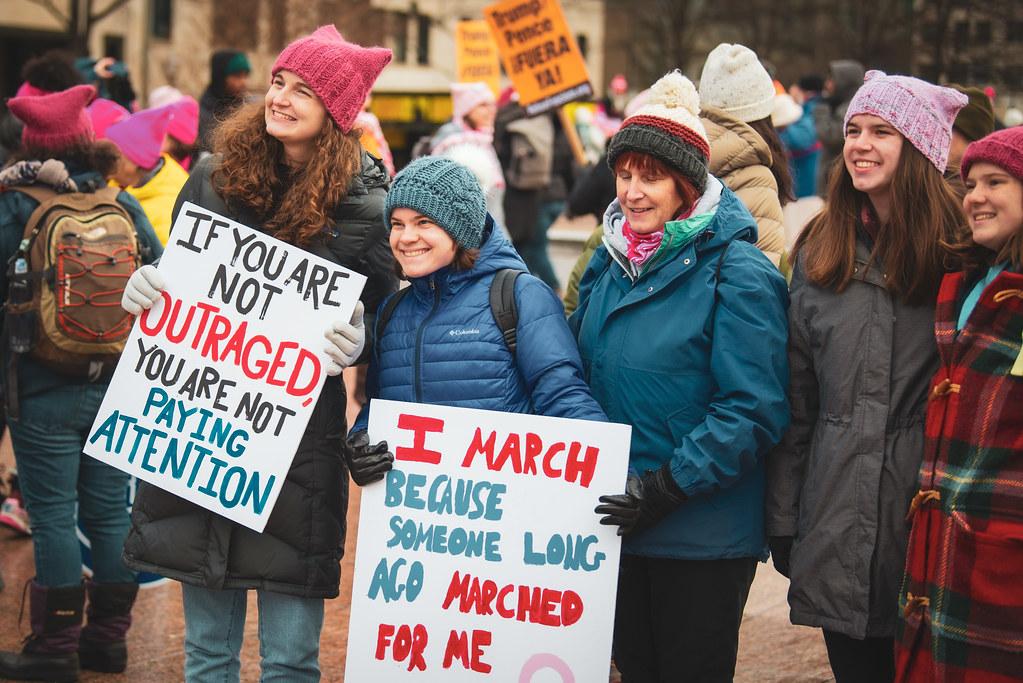 Trump
Pence
¡FUERA
YA!
IF YOU ARE
NOT
OUTRAGED,
YOU ARE NOT
PAYING
ATTENTION
Columbia
I MARCH
BECAUSE
SOMEONE LONG
AGO MARCHED
FOR ME